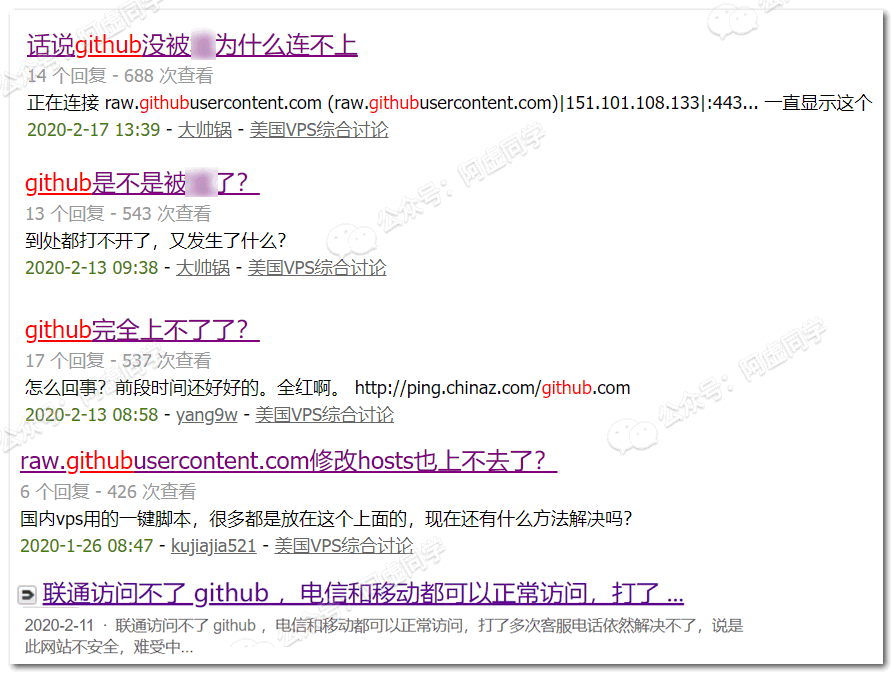 话说github没被 为什么连不上
14 个回复 - 688 次查看
正在连接 raw.githubusercontent.com (raw.githubusercontent.com)|151.101.108.133|:443... 一直显示这个
2020-2-17 13:39 - 大帅锅 - 美国VPS综合讨论
github是不是被 了?
13 个回复 - 543 次查看
到处都打不开了，又发生了什么?
2020-2-13 09:38 - 大帅锅 - 美国VPS综合讨论
公众号：阿虚同学
github完全上不了了?
17 个回复 - 537 次查看
怎么回事? 前段时间还好好的。全红啊。 http://ping.chinaz.com/github.com
2020-2-13 08:58 - yang9w - 美国VPS综合讨论
公众号：阿虚同学
raw.githubusercontent.com修改hosts也上不去了?
6 个回复 - 426 次查看
国内vps用的一键脚本，很多都是放在这个上面的，现在还有什么方法解决吗?
2020-1-26 08:47 - kujiajia521 - 美国VPS综合讨论
联通访问不了 github ，电信和移动都可以正常访问，打了 ...
2020-2-11 · 联通访问不了 github ，电信和移动都可以正常访问，打了多次客服电话依然解决不了，说是
此网站不安全，难受中...